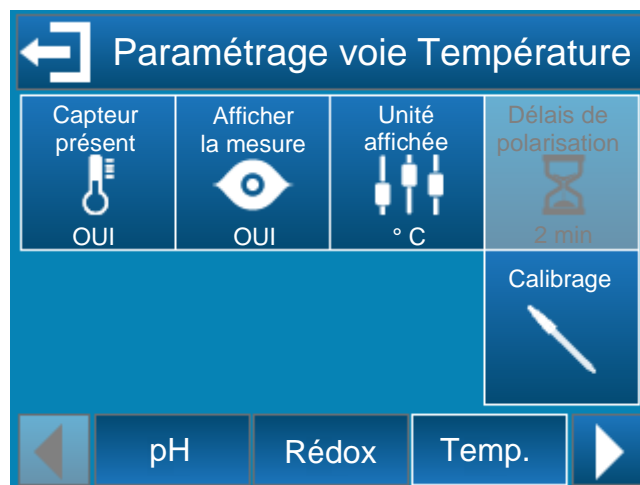 Paramétrage voie Température
Capteur
présent
OUI
Afficher
la mesure
OUI
Unité
affichée
° C
Délais de
polarisation
2 min
Calibrage
pH
Rédox
Temp.